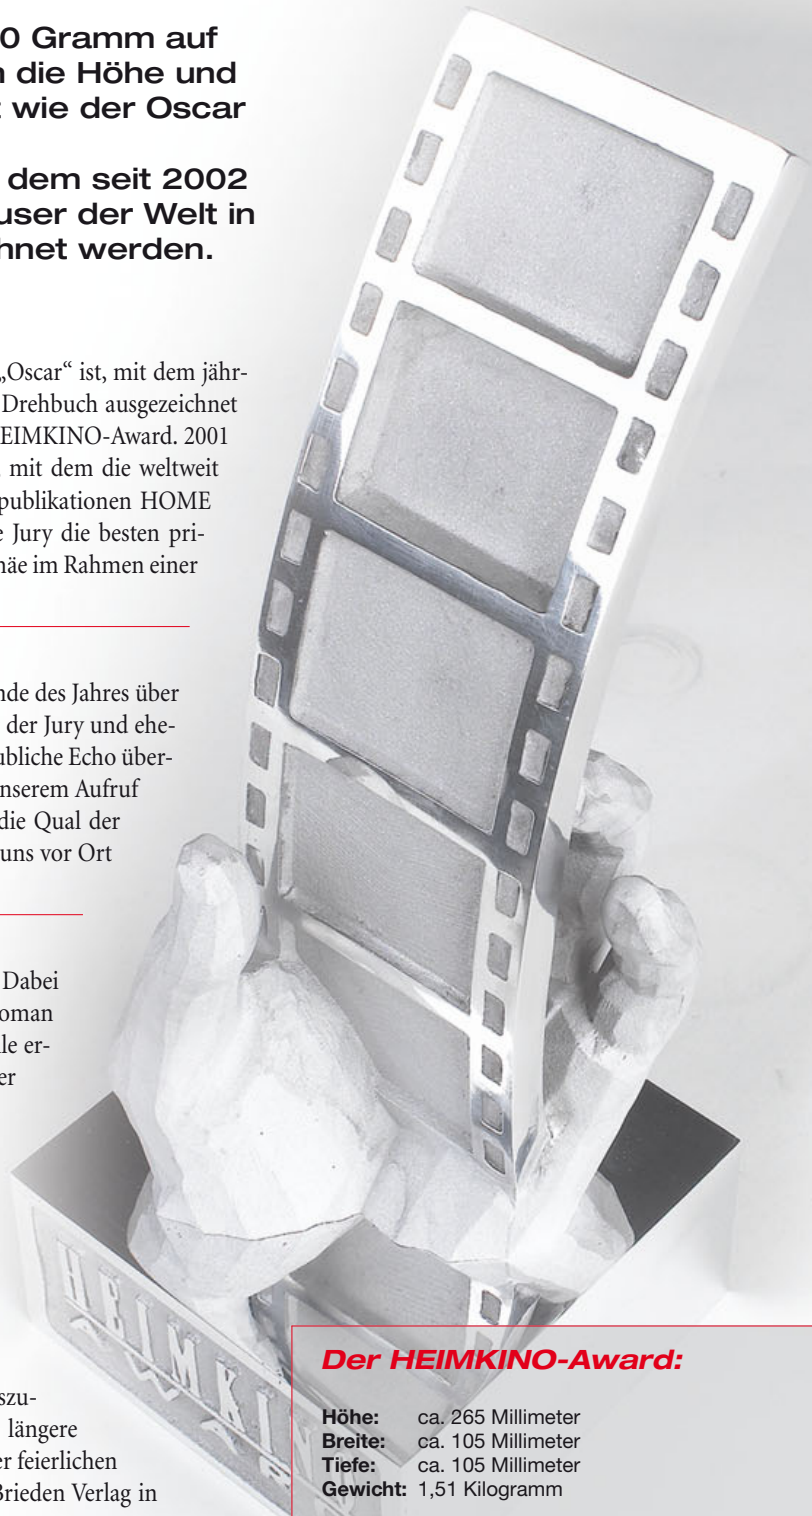 0 Gramm auf
die Höhe und
wie der Oscar
dem seit 2002
user der Welt in
hnet werden.
„Oscar“ ist, mit dem jähr-
Drehbuch ausgezeichnet
EIMKINO-Award. 2001
mit dem die weltweit
publikationen HOME
e Jury die besten pri-
näe im Rahmen einer
nde des Jahres über
der Jury und ehe-
ubliche Echo über-
nserem Aufruf
die Qual der
uns vor Ort
Dabei
oman
lle er-
er
szu-
längere
er feierlichen
Brieden Verlag in
HEIMKINO
AWARD
Der HEIMKINO-Award:
Höhe: ca. 265 Millimeter
Breite: ca. 105 Millimeter
Tiefe: ca. 105 Millimeter
Gewicht: 1,51 Kilogramm